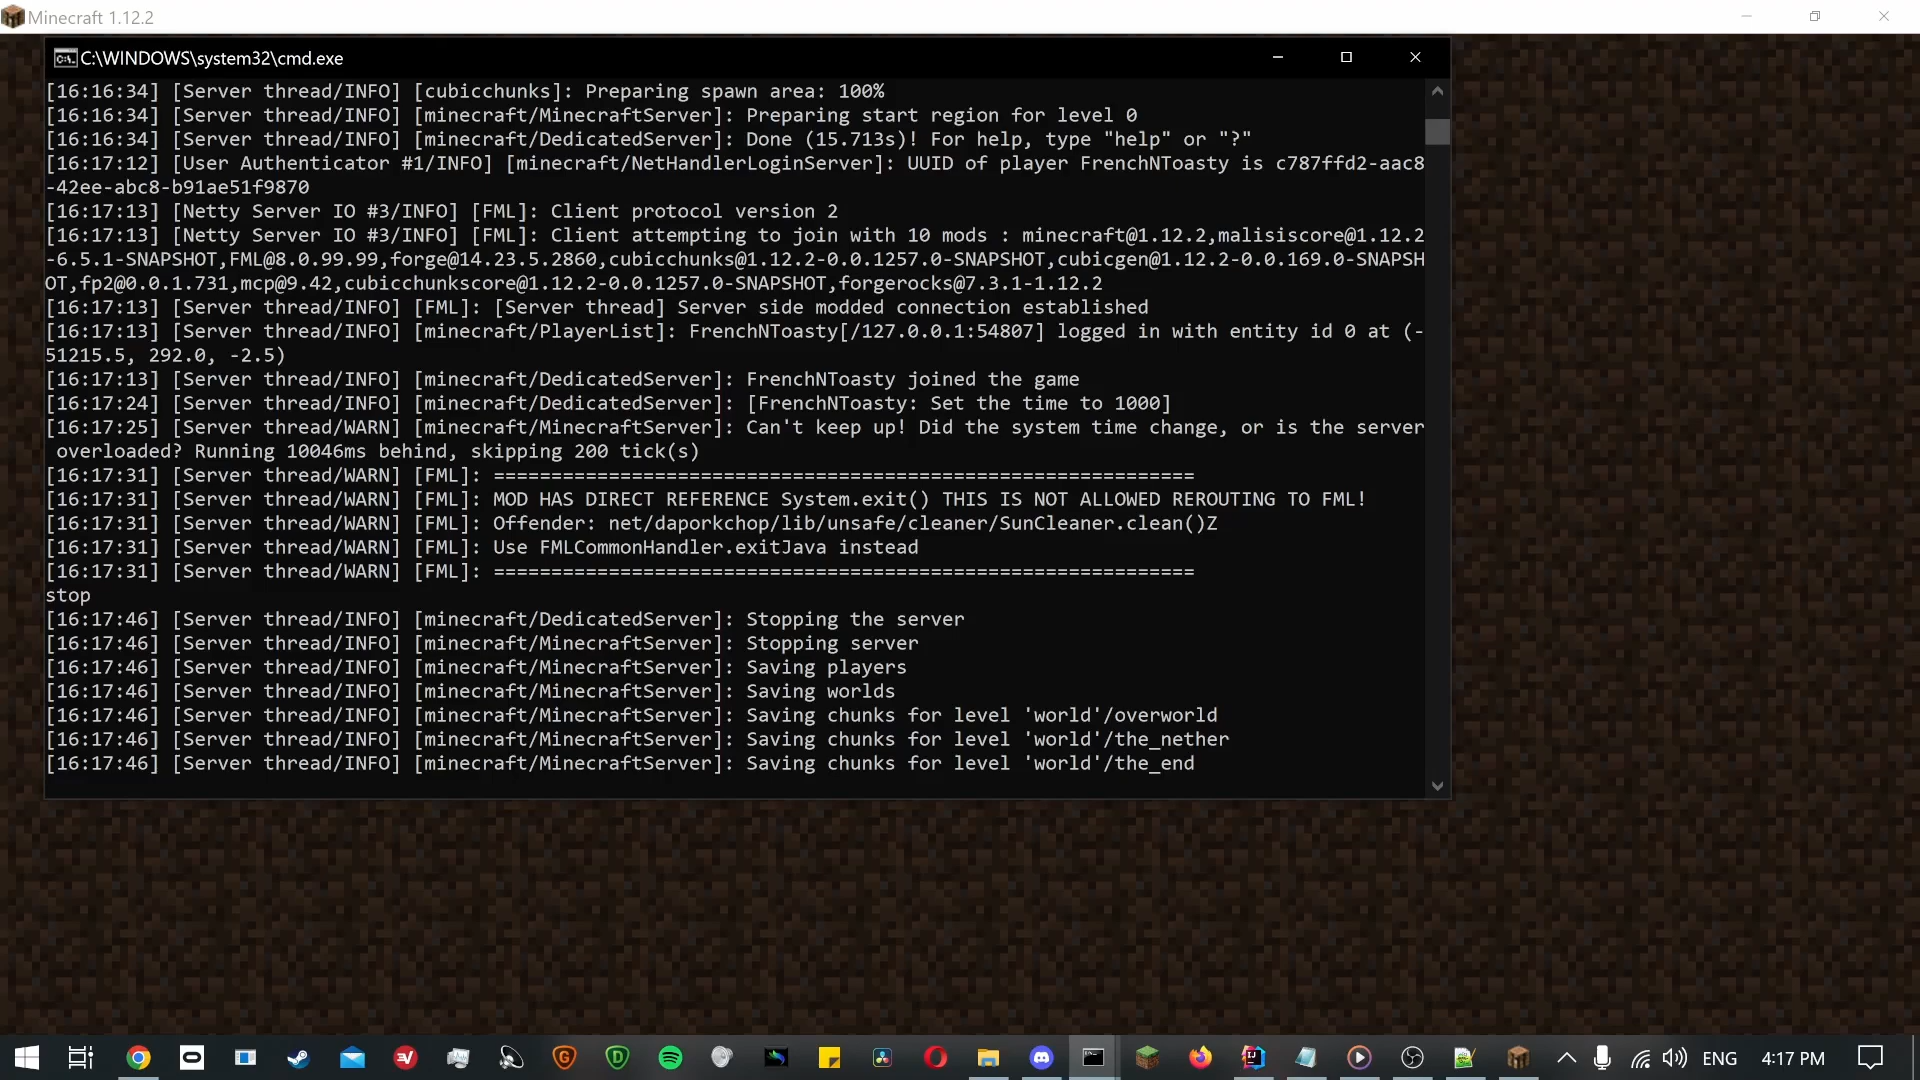 Minecraft 1.12.2
C:\WINDOWS\system32\cmd.exe
[16:16:34] [Server thread/INFO] [cubicchunks]: Preparing spawn area: 100%
[16:16:34] [Server thread/INFO] [minecraft/MinecraftServer]: Preparing start region for level 0
[16:16:34] [Server thread/INFO] [minecraft/DedicatedServer]: Done (15.713s)! For help, type "help" or "?"
[16:17:12] [User Authenticator #1/INFO] [minecraft/NetHandlerLoginServer]: UUID of player FrenchNToasty is c787ffd2-aac8
-42ee-abc8-b91ae51f9870
[16:17:13] [Netty Server IO #3/INFO] [FML]: Client protocol version 2
[16:17:13] [Netty Server IO #3/INFO] [FML]: Client attempting to join with 10 mods : minecraft@1.12.2,malisiscore@1.12.2
-6.5.1-SNAPSHOT,FML@8.0.99.99,forge@14.23.5.2860,cubicchunks@1.12.2-0.0.1257.0-SNAPSHOT,cubicgen@1.12.2-0.0.169.0-SNAPSH
OT,fp2@0.0.1.731,mcp@9.42,cubicchunkscore@1.12.2-0.0.1257.0-SNAPSHOT,forgerocks@7.3.1-1.12.2
[16:17:13] [Server thread/INFO] [FML]: [Server thread] Server side modded connection established
[16:17:13] [Server thread/INFO] [minecraft/PlayerList]: FrenchNToasty[/127.0.0.1:54807] logged in with entity id 0 at (-
51215.5, 292.0, -2.5)
[16:17:13] [Server thread/INFO] [minecraft/DedicatedServer]: FrenchNToasty joined the game
[16:17:24] [Server thread/INFO] [minecraft/DedicatedServer]: [FrenchNToasty: Set the time to 1000]
[16:17:25] [Server thread/WARN] [minecraft/MinecraftServer]: Can't keep up! Did the system time change, or is the server
 overloaded? Running 10046ms behind, skipping 200 tick(s)
[16:17:31] [Server thread/WARN] [FML]: =============================================================
[16:17:31] [Server thread/WARN] [FML]: MOD HAS DIRECT REFERENCE System.exit() THIS IS NOT ALLOWED REROUTING TO FML!
[16:17:31] [Server thread/WARN] [FML]: Offender: net/daporkchop/lib/unsafe/cleaner/SunCleaner.clean()Z
[16:17:31] [Server thread/WARN] [FML]: Use FMLCommonHandler.exitJava instead
[16:17:31] [Server thread/WARN] [FML]: =============================================================
stop
[16:17:46] [Server thread/INFO] [minecraft/DedicatedServer]: Stopping the server
[16:17:46] [Server thread/INFO] [minecraft/MinecraftServer]: Stopping server
[16:17:46] [Server thread/INFO] [minecraft/MinecraftServer]: Saving players
[16:17:46] [Server thread/INFO] [minecraft/MinecraftServer]: Saving worlds
[16:17:46] [Server thread/INFO] [minecraft/MinecraftServer]: Saving chunks for level 'world'/overworld
[16:17:46] [Server thread/INFO] [minecraft/MinecraftServer]: Saving chunks for level 'world'/the_nether
[16:17:46] [Server thread/INFO] [minecraft/MinecraftServer]: Saving chunks for level 'world'/the_end
ENG 4:17 PM